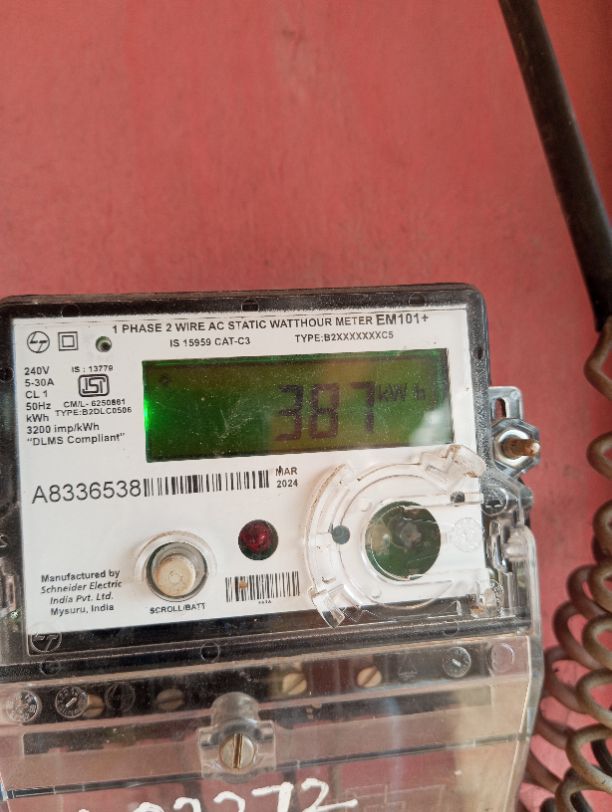 1 PHASE 2 WIRE AC STATIC WATTHOUR METER EM101+
IS 15959 CAT-C3 TYPE:B2XXXXXXXC5
240V
5-30A
CL 1
50Hz
kWh
3200 imp/kWh
"DLMS Compliant"
IS : 13779
ISI
CM/L- 6250861
TYPE:B2DLC0506
387 kWh
A8336538
MAR
2024
Manufactured by
Schneider Electric
India Pvt. Ltd.
Mysuru, India
SCROLL/BATT